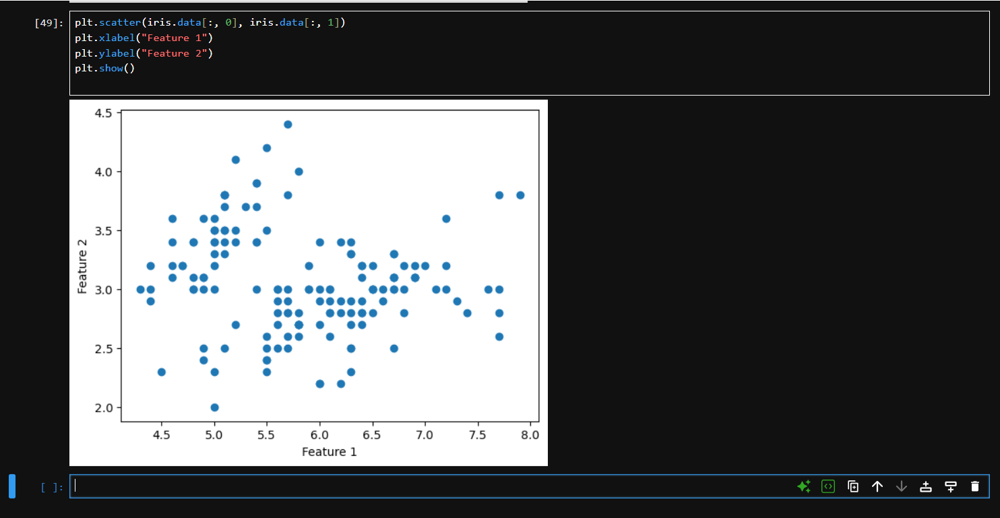 [49]:
plt.scatter(iris.data[:, 0], iris.data[:, 1])
plt.xlabel("Feature 1")
plt.ylabel("Feature 2")
plt.show()
4.5
4.0
3.5
3.0
2.5
2.0
Feature 2
4.5 5.0 5.5 6.0 6.5 7.0 7.5 8.0
Feature 1
[ ]: